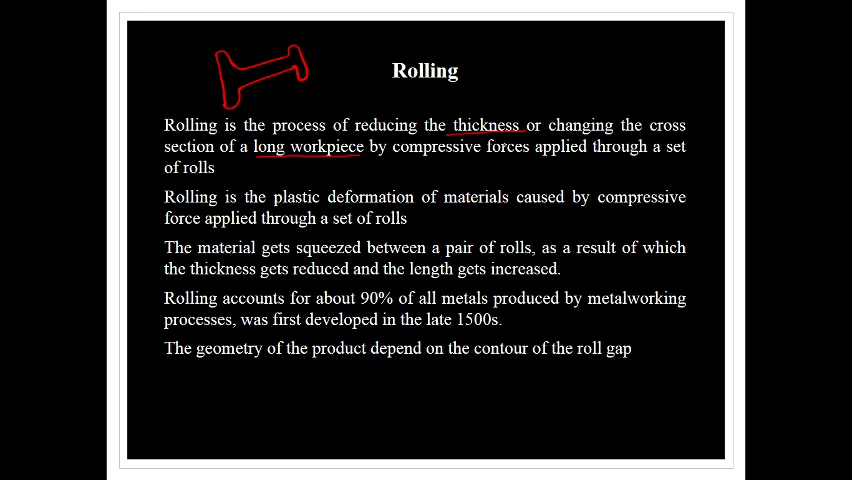 Rolling
Rolling is the process of reducing the thickness or changing the cross
section of a long workpiece by compressive forces applied through a set
of rolls
Rolling is the plastic deformation of materials caused by compressive
force applied through a set of rolls
The material gets squeezed between a pair of rolls, as a result of which
the thickness gets reduced and the length gets increased.
Rolling accounts for about 90% of all metals produced by metalworking
processes, was first developed in the late 1500s.
The geometry of the product depend on the contour of the roll gap